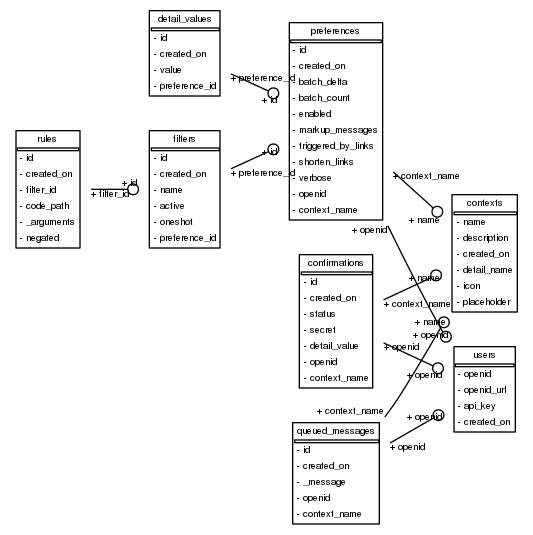 detail_values
- id
- created_on
- value
- preference_id
preferences
- id
- created_on
- batch_delta
- batch_count
- enabled
- markup_messages
- triggered_by_links
- shorten_links
- verbose
- openid
- context_name
+ preference_id
+ id
rules
- id
- created_on
- filter_id
- code_path
- _arguments
- negated
filters
- id
- created_on
- name
- active
- oneshot
- preference_id
+ id
+ preference_id
+ id
+ filter_id
+ context_name
+ name
contexts
- name
- description
- created_on
- detail_name
- icon
- placeholder
+ openid
confirmations
- id
- created_on
- status
- secret
- detail_value
- openid
- context_name
+ name
+ context_name
+ name
+ openid
+ openid
+ openid
users
- openid
- openid_url
- api_key
- created_on
+ context_name
+ openid
+ openid
queued_messages
- id
- created_on
- _message
- openid
- context_name